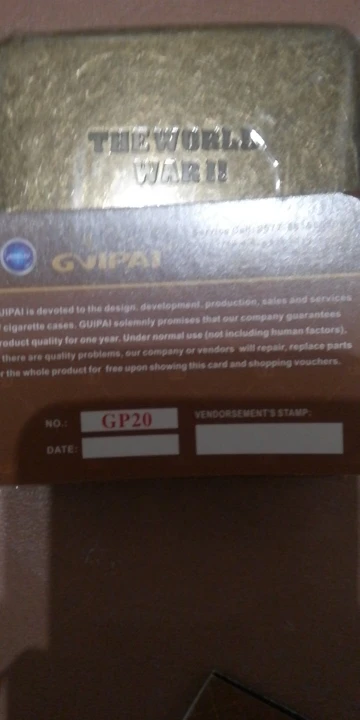 THE WORLD
WAR II
GUIPAI
UIPAI is devoted to the design. development, production, sales and services
cigarette cases. GUIPAI solemnly promises that our company guarantees
roduct quality for one year. Under normal use (not including human factors),
there are quality problems, our company or vendors will repair, replace parts
r the whole product for free upon showing this card and shopping vouchers.
NO.: GP20 VENDORSEMENT'S STAMP:
DATE: